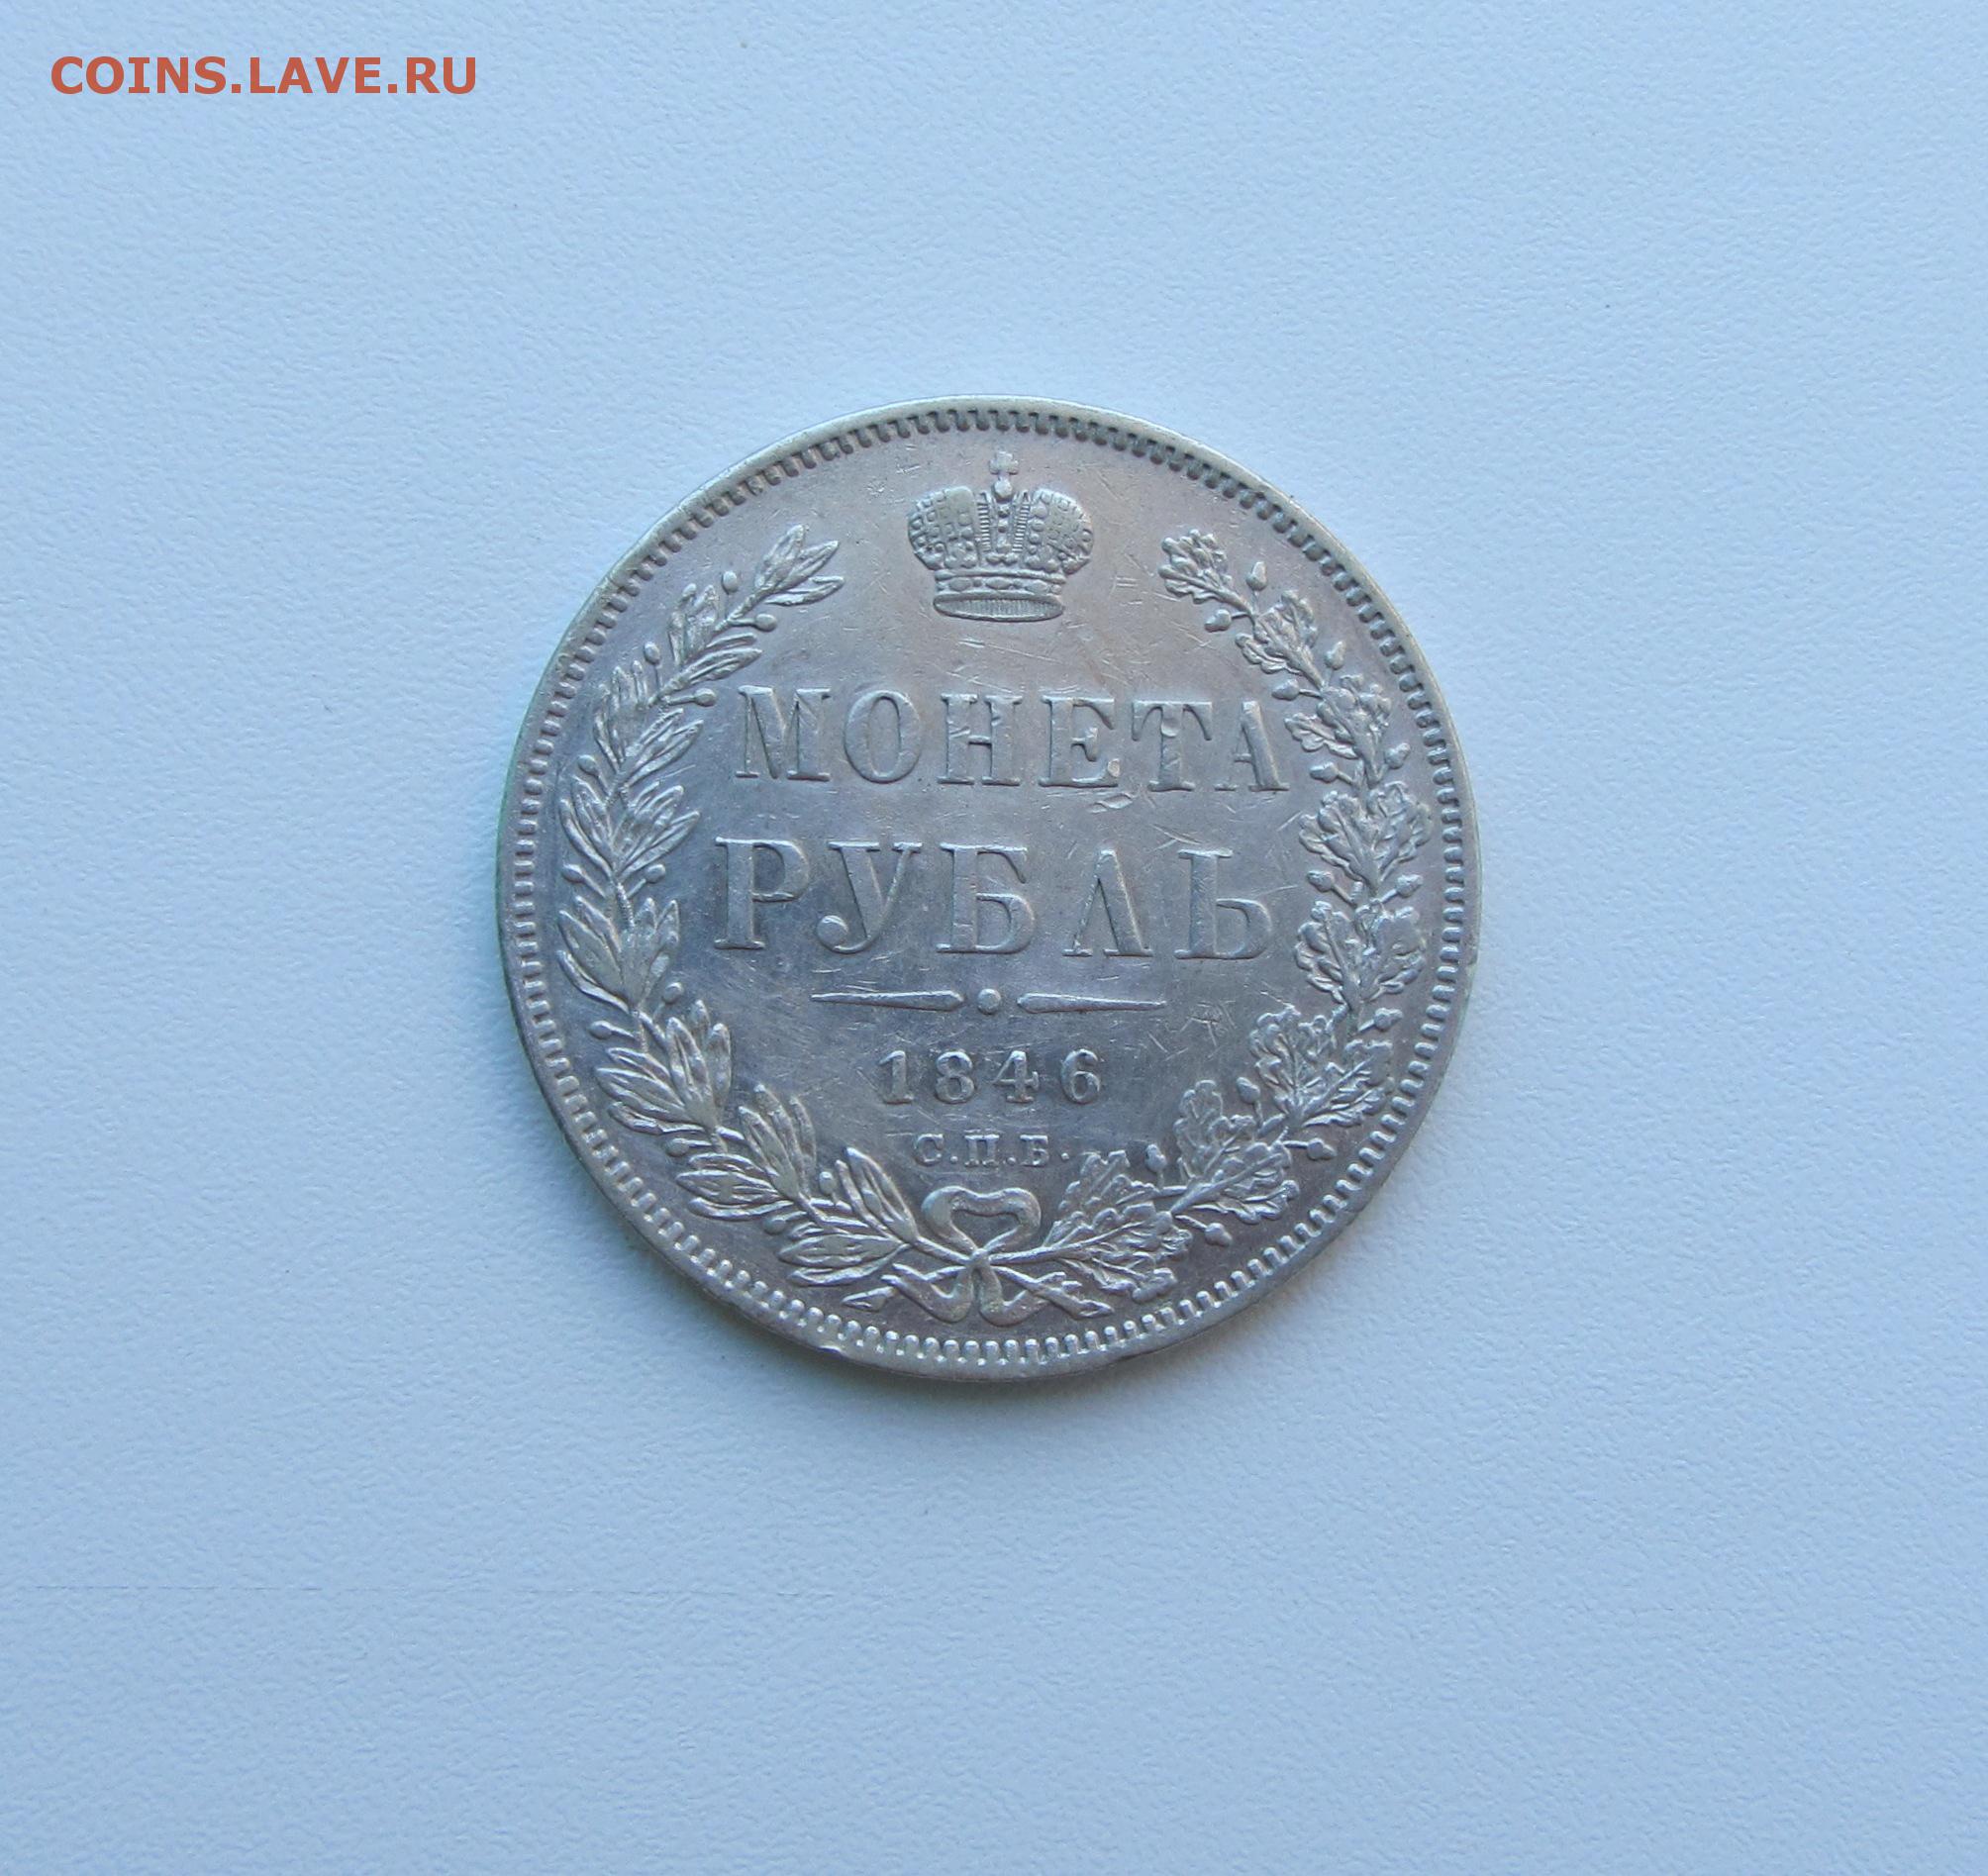 COINS.LAVE.RU
МОНЕТА
РУБЛЬ
1846
С.П.Б.